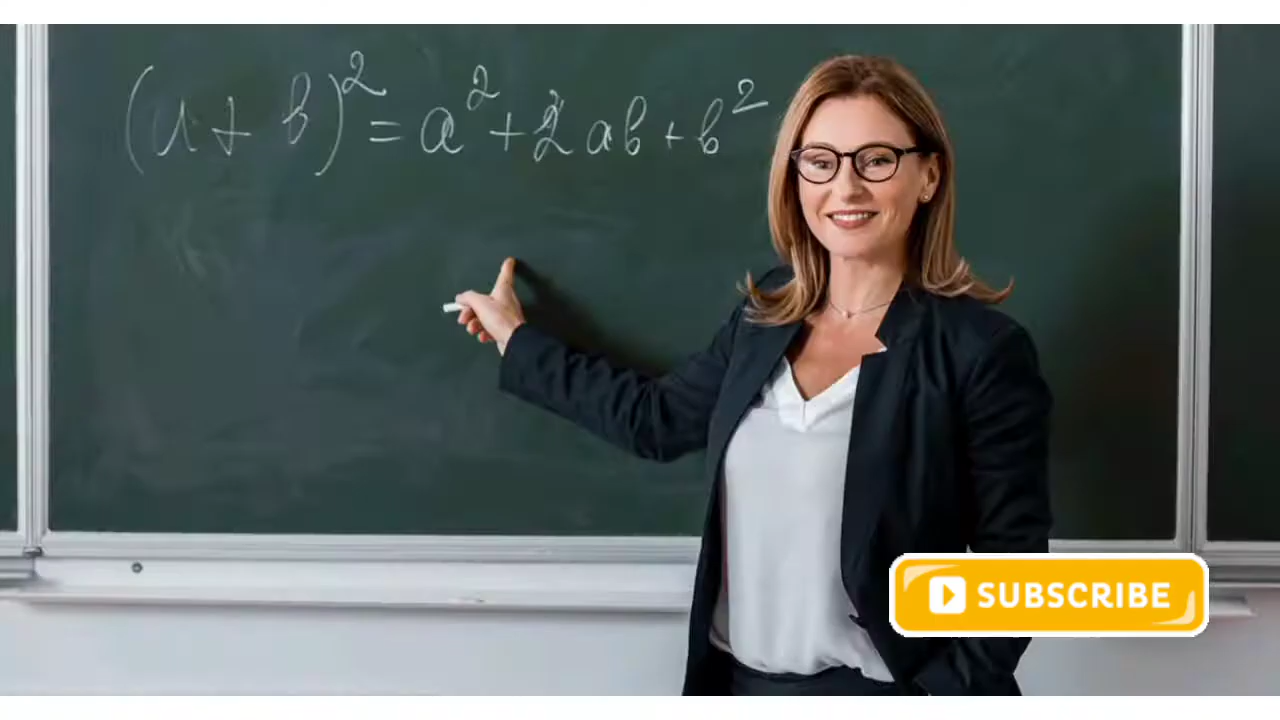 (a + b)² = a² + 2ab + b²
SUBSCRIBE